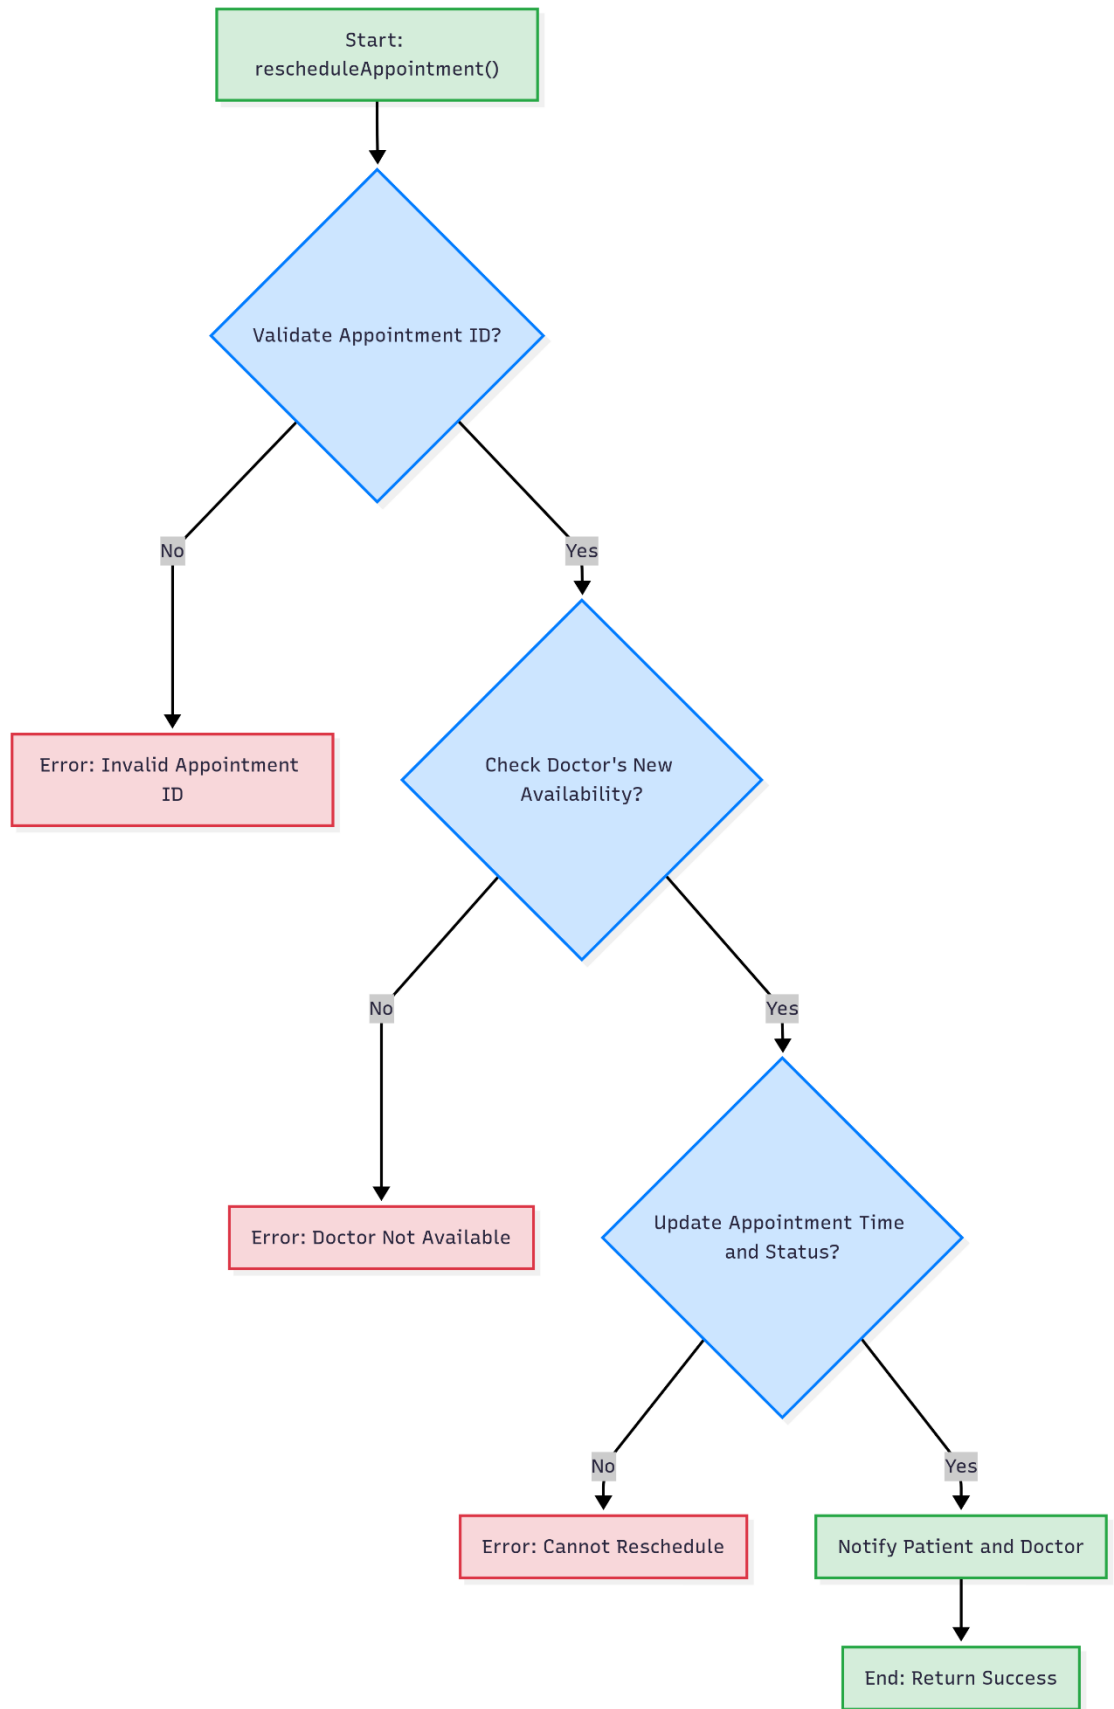 Start:
rescheduleAppointment()
Validate Appointment ID?
No
Yes
Error: Invalid Appointment
ID
Check Doctor's New
Availability?
No
Yes
Error: Doctor Not Available
Update Appointment Time
and Status?
No
Yes
Error: Cannot Reschedule
Notify Patient and Doctor
End: Return Success